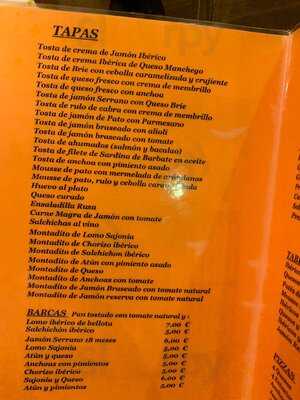 TAPAS
Tosta de crema de Jamón Ibérico
Tosta de crema Ibérica de Queso Manchego
Tosta de Brie con cebolla caramelizada y crujiente
Tosta de queso fresco con crema de membrillo
Tosta de queso fresco con anchoa
Tosta de jamón Serrano con Queso Brie
Tosta de rulo de cabra con crema de membrillo
Tosta de jamón de Pato con Parmesano
Tosta de jamón braseado con alioli
Tosta de jamón braseado con tomate
Tosta de ahumados (salmón y bacalao)
Tosta de filete de Sardina de Barbate en aceite
Tosta de anchoa con pimiento asado
Mousse de pato con mermelada de arándanos
Mousse de pato, rulo y cebolla caramelizada
Huevo al plato
Queso curado
Ensaladilla Rusa
Carne Magra de Jamón con tomate
Salchichas al vino
Montadito de Lomo Sajonia
Montadito de Chorizo ibérico
Montadito de Salchichon ibérico
Montadito de Atún con pimiento asado
Montadito de Queso
Montadito de Anchoas con tomate
Montadito de Jamón Braseado con tomate natural
Montadito de Jamón reserva con tomate natural
BARCAS Pan tostado con tomate natural y :
Lomo ibérico de bellota 7,00 €
Salchichón ibérico 5,00 €
Jamón Serrano 18 meses 6,00 €
Lomo Sajonia 5,00 €
Atún y queso 5,00 €
Anchoas con pimientos 5,00 €
Chorizo ibérico 5,00 €
Sajonia y Queso 6,00 €
Atún y pimientos 5,00 €